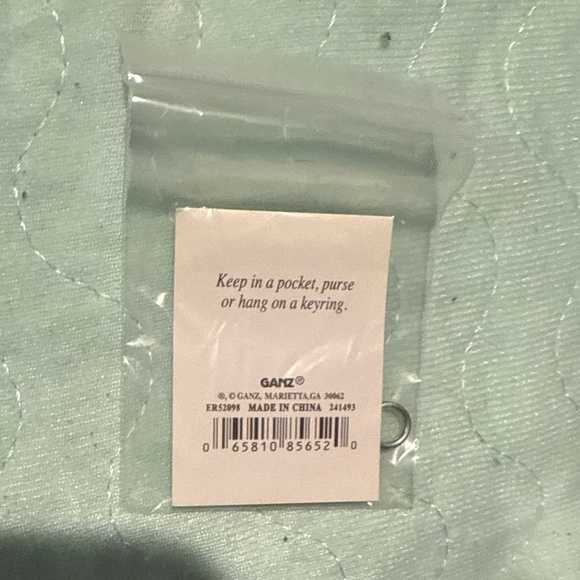 Keep in a pocket, purse
or hang on a keyring.
GANZ®
®, © GANZ, MARIETTA,GA 30062
ER52098 MADE IN CHINA 241493
0 65810 85652 0